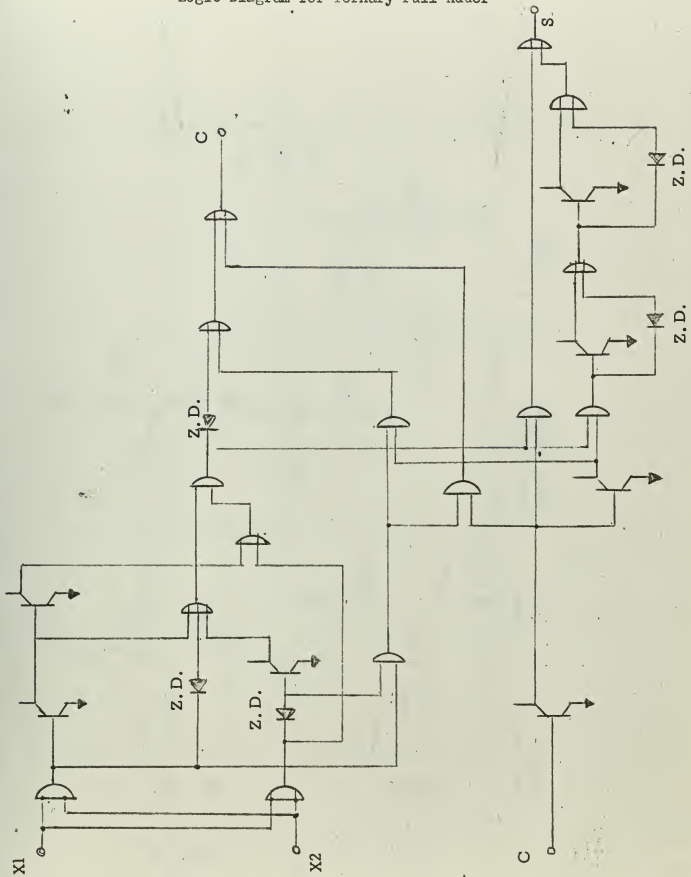 Logic Diagram for Ternary Full Adder
X1
X2
C
Z.D.
Z.D.
Z.D.
C
Z.D.
Z.D.
S